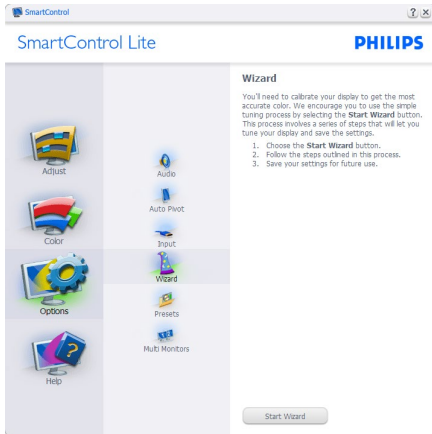 SmartControl
SmartControl Lite
PHILIPS
Adjust
Color
Options
Help
Audio
Auto Pivot
Input
Wizard
Presets
Multi Monitors
Wizard
You'll need to calibrate your display to get the most
accurate color. We encourage you to use the simple
tuning process by selecting the Start Wizard button.
This process involves a series of steps that will let you
tune your display and save the settings.
1. Choose the Start Wizard button.
2. Follow the steps outlined in this process.
3. Save your settings for future use.
Start Wizard